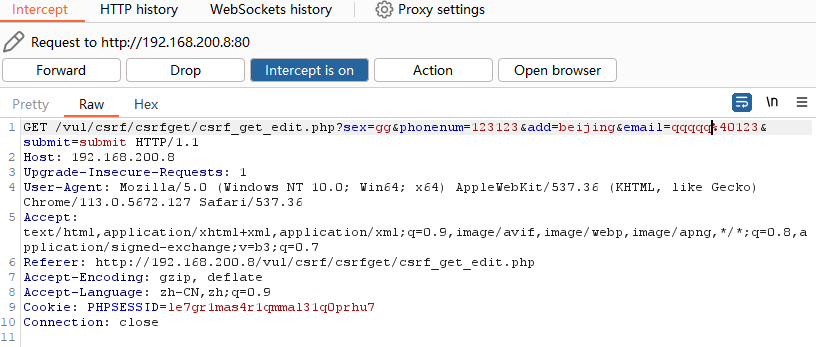 Intercept HTTP history WebSockets history Proxy settings
Request to http://192.168.200.8:80
Forward Drop Intercept is on Action Open browser
Pretty Raw Hex \n
1 GET /vul/csrf/csrfget/csrf_get_edit.php?sex=gg&phonenum=123123&add=beijing&email=qqqqq%40123&
submit=submit HTTP/1.1
2 Host: 192.168.200.8
3 Upgrade-Insecure-Requests: 1
4 User-Agent: Mozilla/5.0 (Windows NT 10.0; Win64; x64) AppleWebKit/537.36 (KHTML, like Gecko)
Chrome/113.0.5672.127 Safari/537.36
5 Accept:
text/html,application/xhtml+xml,application/xml;q=0.9,image/avif,image/webp,image/apng,*/*;q=0.8,a
pplication/signed-exchange;v=b3;q=0.7
6 Referer: http://192.168.200.8/vul/csrf/csrfget/csrf_get_edit.php
7 Accept-Encoding: gzip, deflate
8 Accept-Language: zh-CN,zh;q=0.9
9 Cookie: PHPSESSID=le7gr1mas4r1qmmal31q0prhu7
10 Connection: close
11